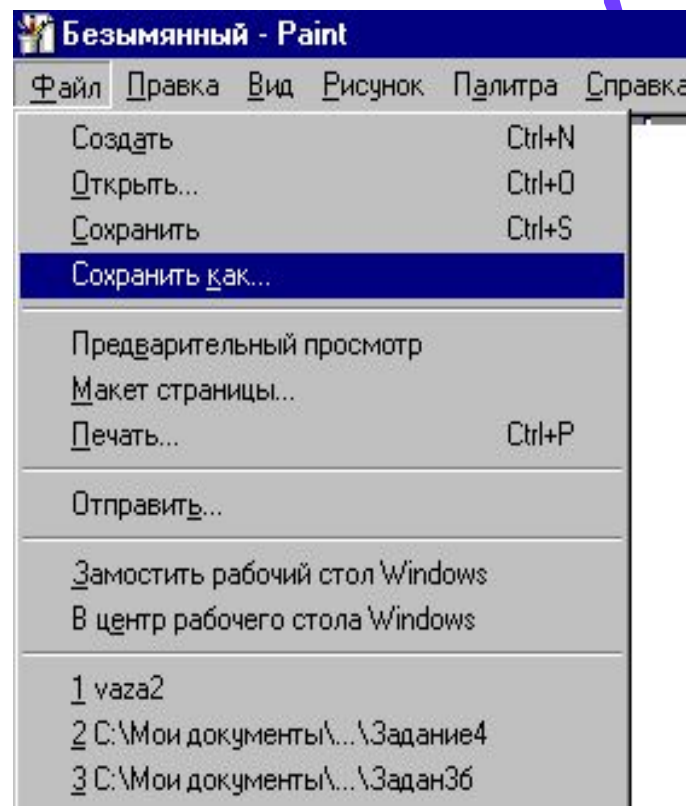 Безымянный - Paint
Файл Правка Вид Рисунок Палитра Справка
Создать Ctrl+N
Открыть... Ctrl+O
Сохранить Ctrl+S
Сохранить как...
Предварительный просмотр
Макет страницы...
Печать... Ctrl+P
Отправить...
Замостить рабочий стол Windows
В центр рабочего стола Windows
1 vaza2
2 C:\Мои документы\...\Задание4
3 C:\Мои документы\...\Задан3б